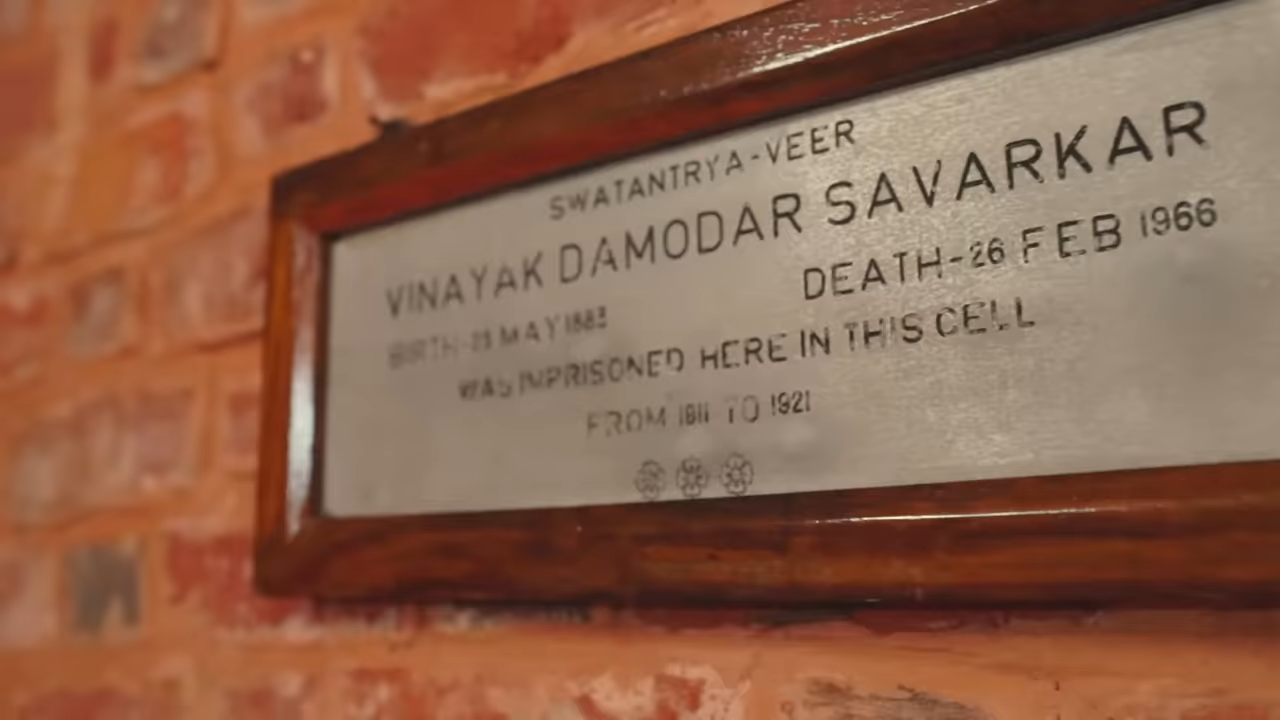 SWATANTRYA-VEER
VINAYAK DAMODAR SAVARKAR
BIRTH-28 MAY 1883
DEATH-26 FEB 1966
WAS IMPRISONED HERE IN THIS CELL
FROM 1911 TO 1921